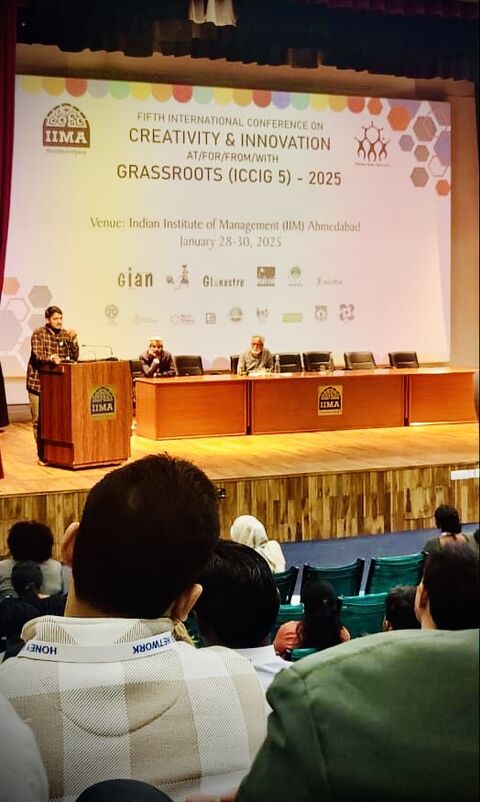 FIFTH INTERNATIONAL CONFERENCE ON
CREATIVITY & INNOVATION
AT/FOR/FROM/WITH
GRASSROOTS (ICCIG 5) - 2025
IIMA
Venue: Indian Institute of Management (IIM) Ahmedabad
January 28-30, 2025
gian
IIMA
IIMA
HONEY
NETWORK